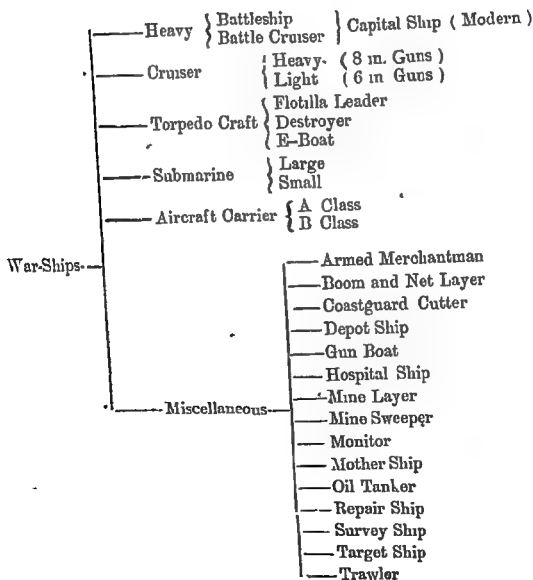 Heavy { Battleship
Battle Cruiser } Capital Ship ( Modern )
Cruiser { Heavy. ( 8 in. Guns )
Light ( 6 in Guns )
Torpedo Craft { Flotilla Leader
Destroyer
E-Boat
Submarine } Large
Small
Aircraft Carrier { A Class
B Class
War-Ships
Miscellaneous
Armed Merchantman
Boom and Net Layer
Coastguard Cutter
Depot Ship
Gun Boat
Hospital Ship
Mine Layer
Mine Sweeper
Monitor
Mother Ship
Oil Tanker
Repair Ship
Survey Ship
Target Ship
Trawler